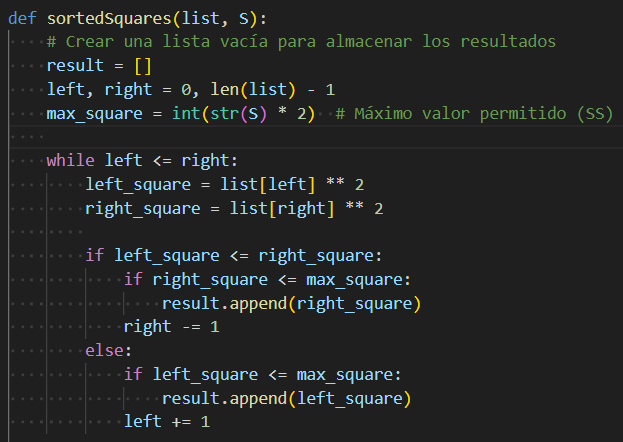 def sortedSquares(list, S):
    # Crear una lista vacía para almacenar los resultados
    result = []
    left, right = 0, len(list) - 1
    max_square = int(str(S) * 2)  # Máximo valor permitido (SS)
    while left <= right:
        left_square = list[left] ** 2
        right_square = list[right] ** 2
        if left_square <= right_square:
            if right_square <= max_square:
                result.append(right_square)
            right -= 1
        else:
            if left_square <= max_square:
                result.append(left_square)
            left += 1